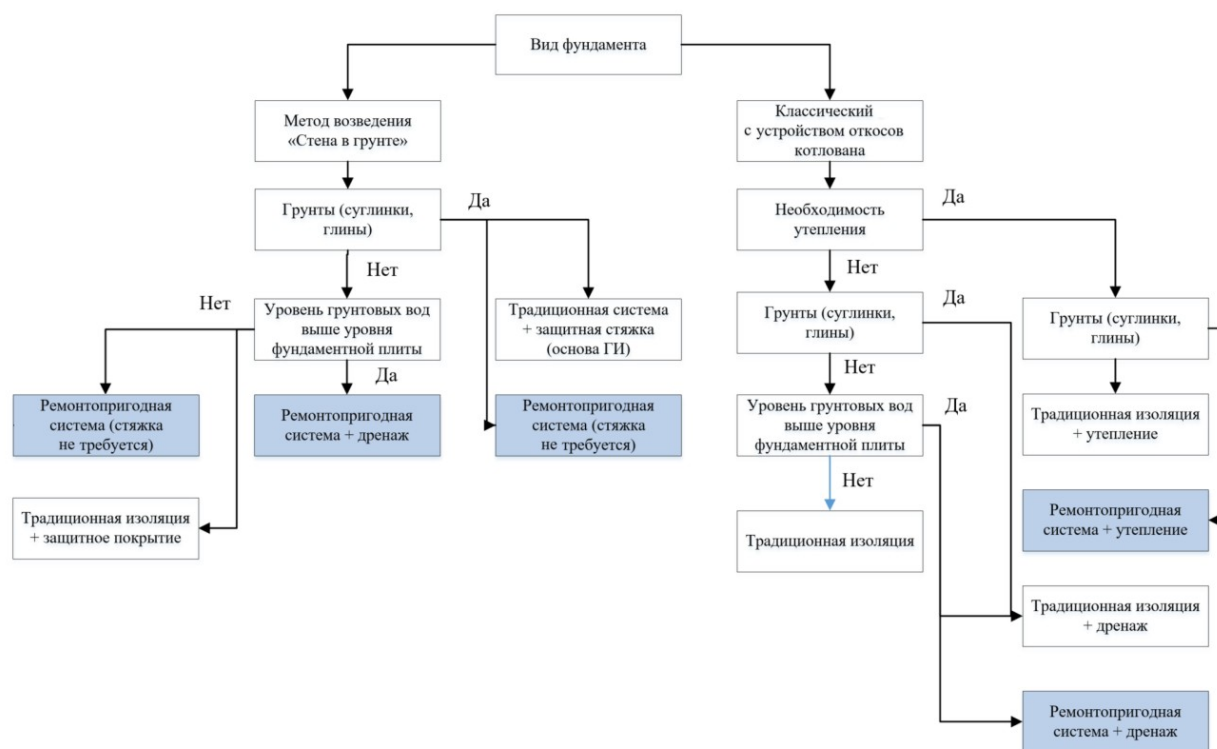 Вид фундамента
Метод возведения
«Стена в грунте»
Классический
с устройством откосов
котлована
Грунты (суглинки,
глины)
Да
Необходимость
утепления
Да
Нет
Нет
Нет
Уровень грунтовых вод
выше уровня
фундаментной плиты
Традиционная система
+ защитная стяжка
(основа ГИ)
Грунты (суглинки,
глины)
Да
Грунты (суглинки,
глины)
Да
Нет
Ремонтопригодная
система (стяжка
не требуется)
Ремонтопригодная
система + дренаж
Ремонтопригодная
система (стяжка
не требуется)
Уровень грунтовых вод
выше уровня
фундаментной плиты
Да
Традиционная изоляция
+ утепление
Нет
Традиционная изоляция
+ защитное покрытие
Традиционная изоляция
Ремонтопригодная
система + утепление
Традиционная изоляция
+ дренаж
Ремонтопригодная
система + дренаж